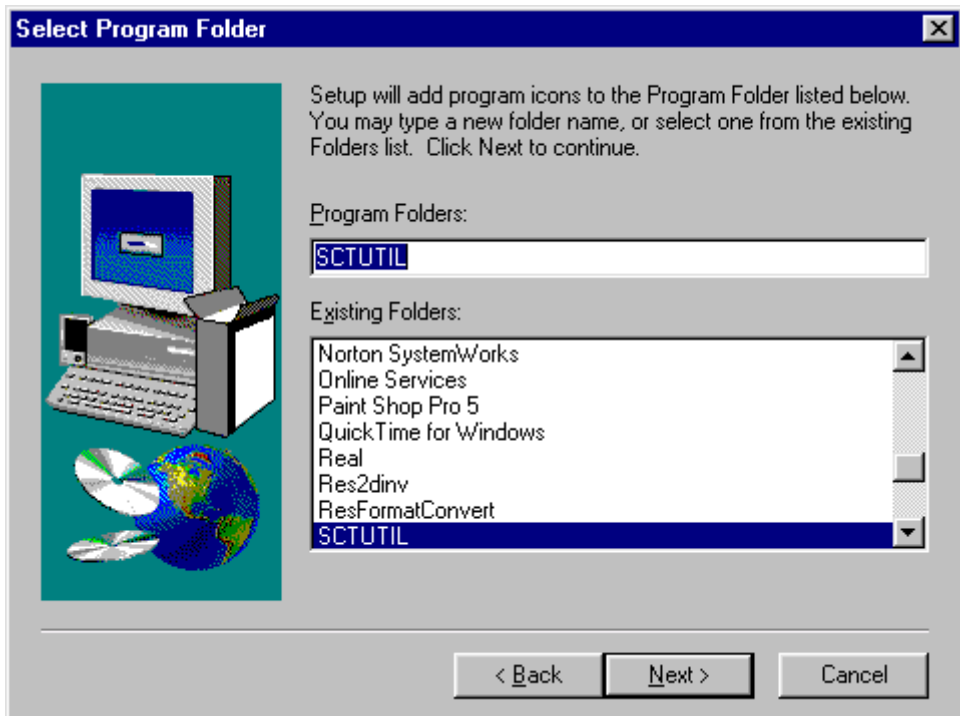 Select Program Folder
Setup will add program icons to the Program Folder listed below.
You may type a new folder name, or select one from the existing
Folders list. Click Next to continue.
Program Folders:
SCTUTIL
Existing Folders:
Norton SystemWorks
Online Services
Paint Shop Pro 5
QuickTime for Windows
Real
Res2dinv
ResFormatConvert
SCTUTIL
< Back
Next >
Cancel